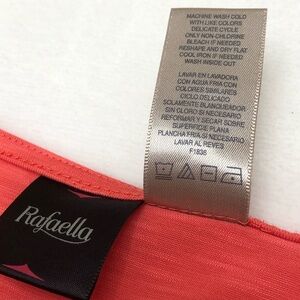 MACHINE WASH COLD
WITH LIKE COLORS
DELICATE CYCLE
ONLY NON-CHLORINE
BLEACH IF NEEDED
RESHAPE AND DRY FLAT
COOL IRON IF NEEDED
WASH INSIDE OUT
LAVAR EN LAVADORA
CON AGUA FRIA CON
COLORES SIMILARES
CICLO DELICADO
SOLAMENTE BLANQUEADOR
SIN CLORO SI NECESARIO
REFORMAR Y SECAR SOBRE
SUPERFICIE PLANA
PLANCHA FRIA SI NECESARIO
LAVAR AL REVES
F1836
Rafaella